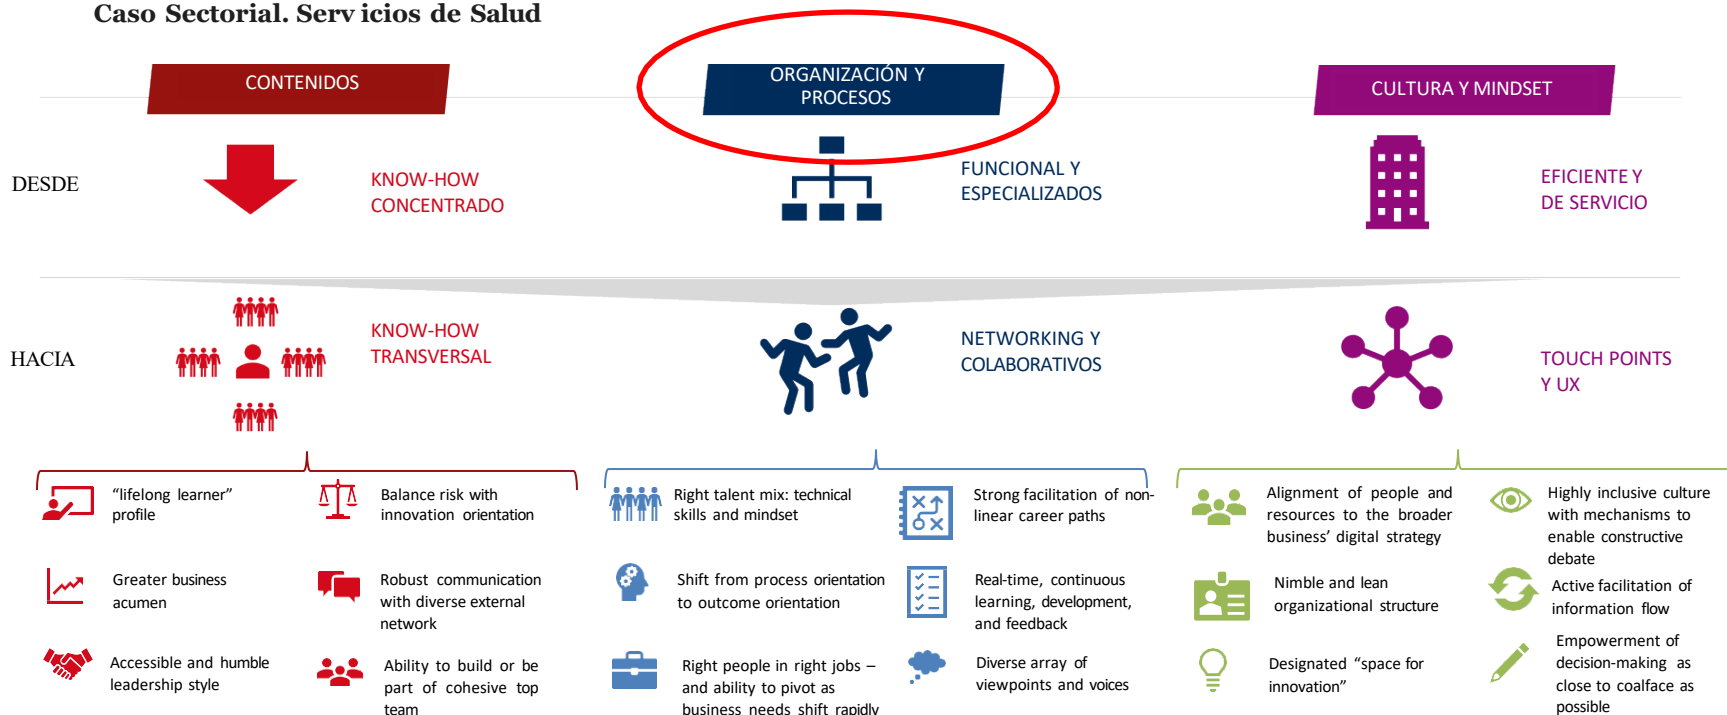 Caso Sectorial. Serv icios de Salud
CONTENIDOS
ORGANIZACIÓN Y
PROCESOS
CULTURA Y MINDSET
DESDE
KNOW-HOW
CONCENTRADO
FUNCIONAL Y
ESPECIALIZADOS
EFICIENTE Y
DE SERVICIO
HACIA
KNOW-HOW
TRANSVERSAL
NETWORKING Y
COLABORATIVOS
TOUCH POINTS
Y UX
“lifelong learner”
profile
Balance risk with
innovation orientation
Greater business
acumen
Robust communication
with diverse external
network
Accessible and humble
leadership style
Ability to build or be
part of cohesive top
team
Right talent mix: technical
skills and mindset
Strong facilitation of non-
linear career paths
Shift from process orientation
to outcome orientation
Real-time, continuous
learning, development,
and feedback
Right people in right jobs –
and ability to pivot as
business needs shift rapidly
Diverse array of
viewpoints and voices
Alignment of people and
resources to the broader
business’ digital strategy
Highly inclusive culture
with mechanisms to
enable constructive
debate
Nimble and lean
organizational structure
Active facilitation of
information flow
Designated “space for
innovation”
Empowerment of
decision-making as
close to coalface as
possible